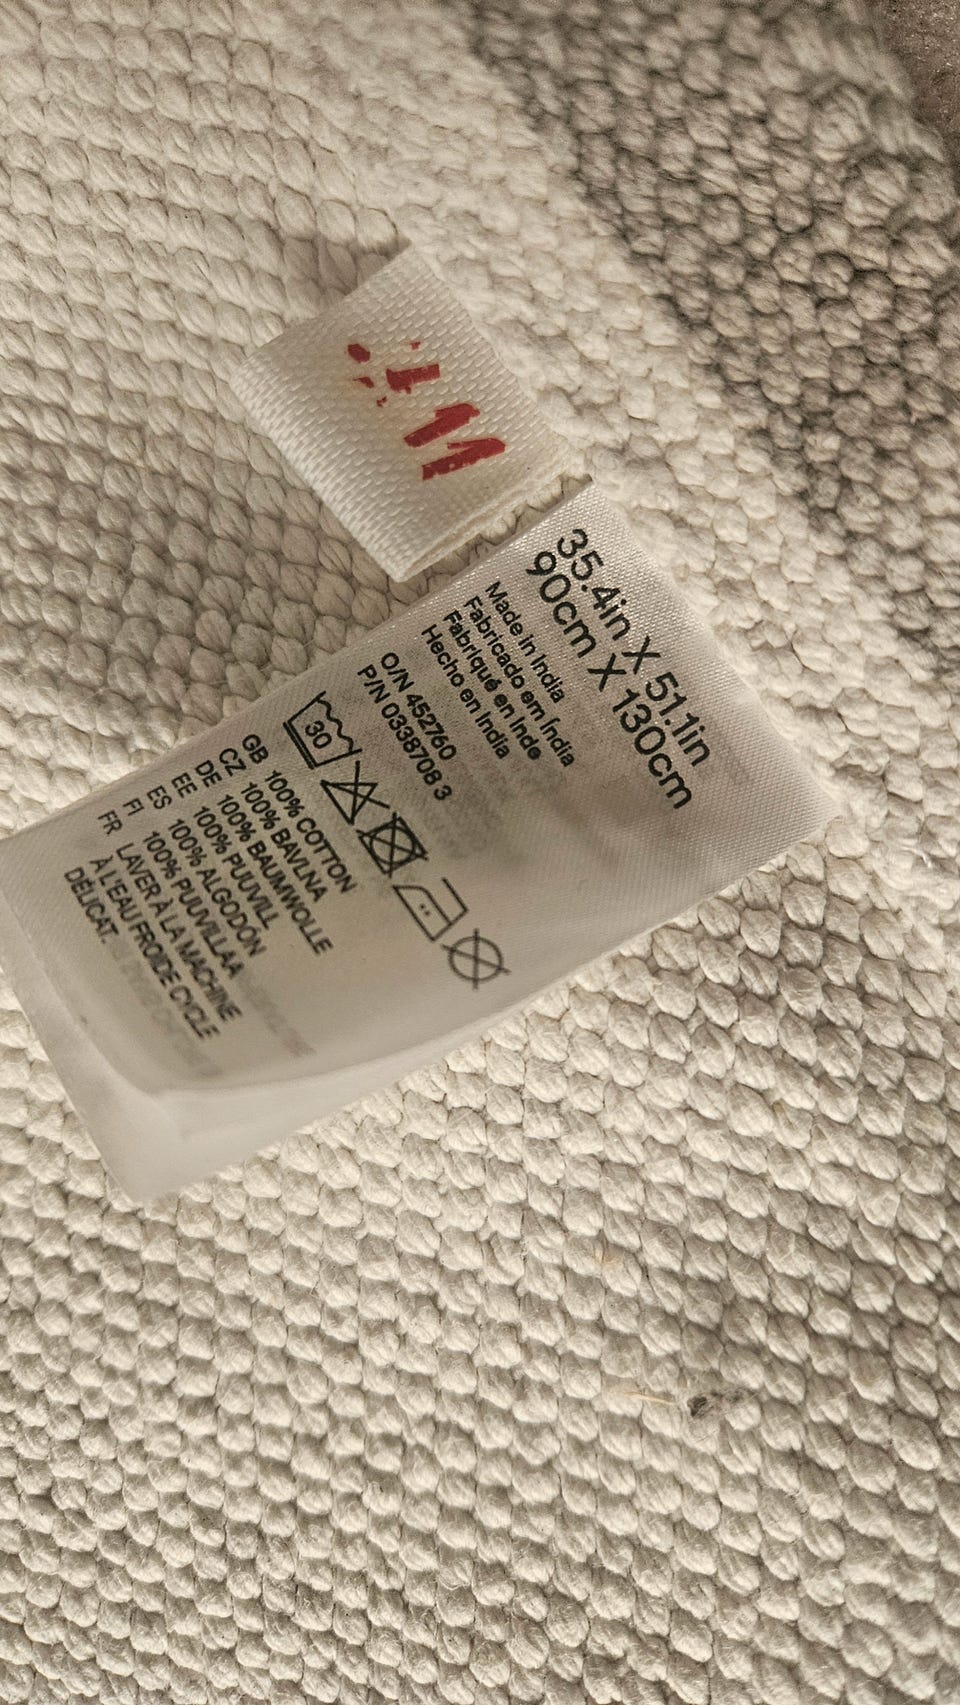 35.4in X 51.1in
90cm X 130cm
Made in India
Fabricado em Índia
Fabriqué en Inde
Hecho en India
O/N 452760
P/N 0338708 3
30
GB 100% COTTON
CZ 100% BAVLNA
DE 100% BAUMWOLLE
EE 100% PUUVILL
ES 100% ALGODÓN
FI 100% PUUVILLAA
FR LAVER À LA MACHINE
À L'EAU FROIDE CYCLE
DÉLICAT.